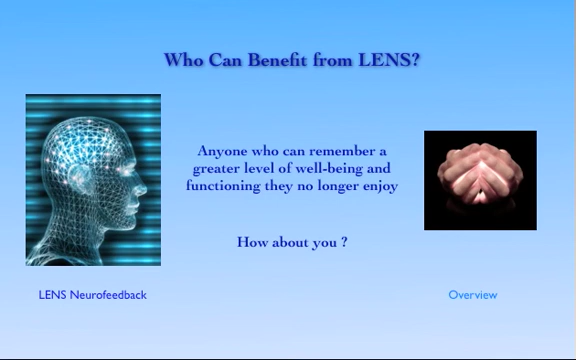 Who Can Benefit from LENS?
Anyone who can remember a
greater level of well-being and
functioning they no longer enjoy
How about you ?
LENS Neurofeedback
Overview